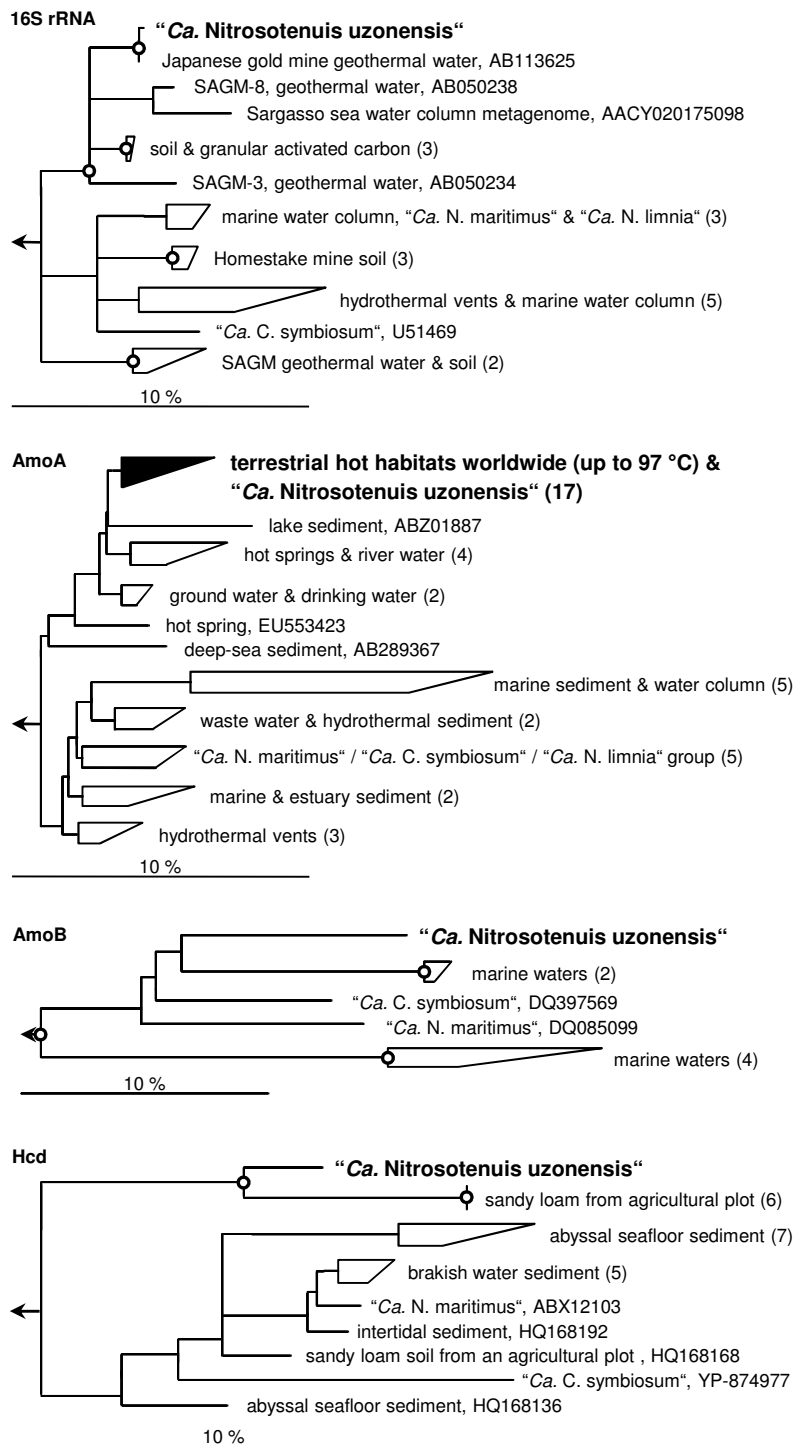 16S rRNA
“Ca. Nitrosotenuis uzonensis“
Japanese gold mine geothermal water, AB113625
SAGM-8, geothermal water, AB050238
Sargasso sea water column metagenome, AACY020175098
soil & granular activated carbon (3)
SAGM-3, geothermal water, AB050234
marine water column, “Ca. N. maritimus“ & “Ca. N. limnia“ (3)
Homestake mine soil (3)
hydrothermal vents & marine water column (5)
“Ca. C. symbiosum“, U51469
SAGM geothermal water & soil (2)
10 %
AmoA
terrestrial hot habitats worldwide (up to 97 °C) &
“Ca. Nitrosotenuis uzonensis“ (17)
lake sediment, ABZ01887
hot springs & river water (4)
ground water & drinking water (2)
hot spring, EU553423
deep-sea sediment, AB289367
marine sediment & water column (5)
waste water & hydrothermal sediment (2)
“Ca. N. maritimus“ / “Ca. C. symbiosum“ / “Ca. N. limnia“ group (5)
marine & estuary sediment (2)
hydrothermal vents (3)
10 %
AmoB
“Ca. Nitrosotenuis uzonensis“
marine waters (2)
“Ca. C. symbiosum“, DQ397569
“Ca. N. maritimus“, DQ085099
marine waters (4)
10 %
Hcd
“Ca. Nitrosotenuis uzonensis“
sandy loam from agricultural plot (6)
abyssal seafloor sediment (7)
brakish water sediment (5)
“Ca. N. maritimus“, ABX12103
intertidal sediment, HQ168192
sandy loam soil from an agricultural plot , HQ168168
“Ca. C. symbiosum“, YP-874977
abyssal seafloor sediment, HQ168136
10 %